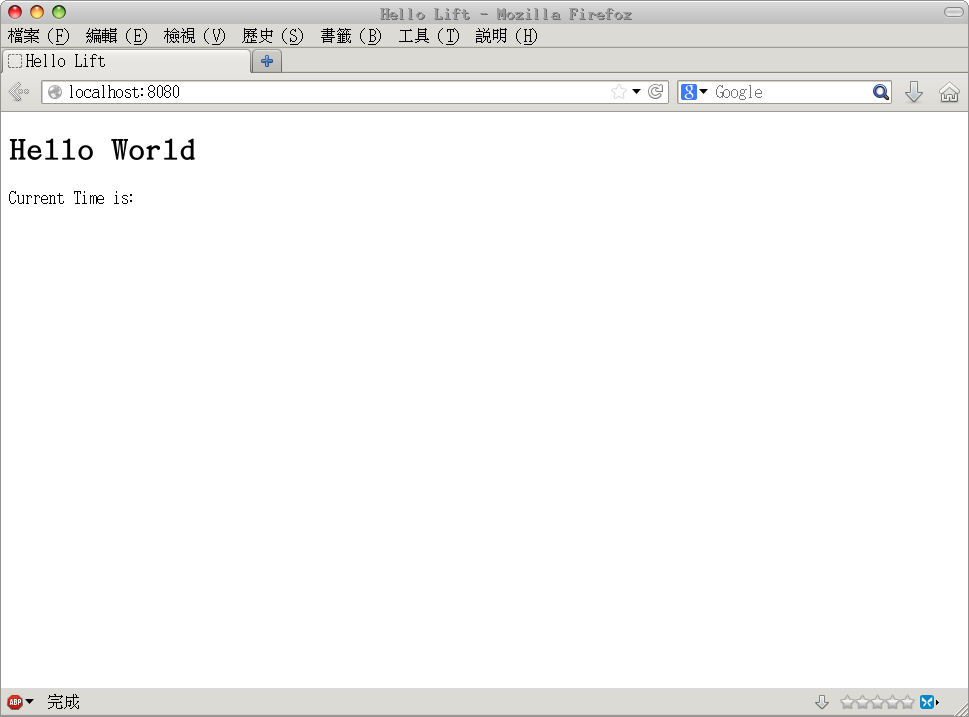 Hello Lift - Mozilla Firefox
檔案 (F) 編輯 (E) 檢視 (V) 歷史 (S) 書籤 (B) 工具 (T) 說明 (H)
Hello Lift
localhost:8080
Google
Hello World
Current Time is:
ABP 完成